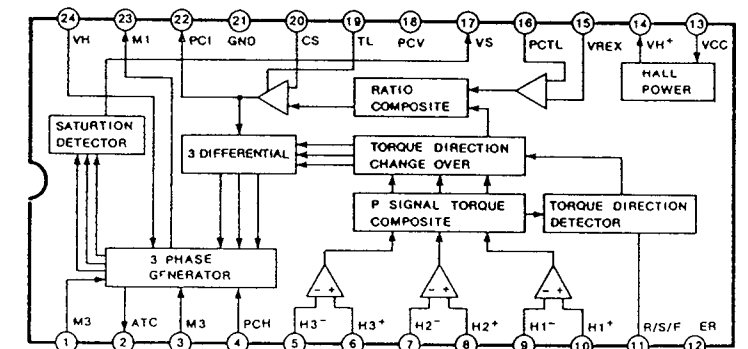 24 23 22 21 20 19 18 17 16 15 14 13
VH M1 PCI GND CS TL PCV VS PCTL VREX VH+ VCC
HALL
POWER
RATIO
COMPOSITE
SATURTION
DETECTOR
3 DIFFERENTIAL
TORQUE DIRECTION
CHANGE OVER
P SIGNAL TORQUE
COMPOSITE
TORQUE DIRECTION
DETECTOR
3 PHASE
GENERATOR
- + - + - +
M3 ATC M3 PCH H3- H3+ H2- H2+ H1- H1+ R/S/F ER
1 2 3 4 5 6 7 8 9 10 11 12